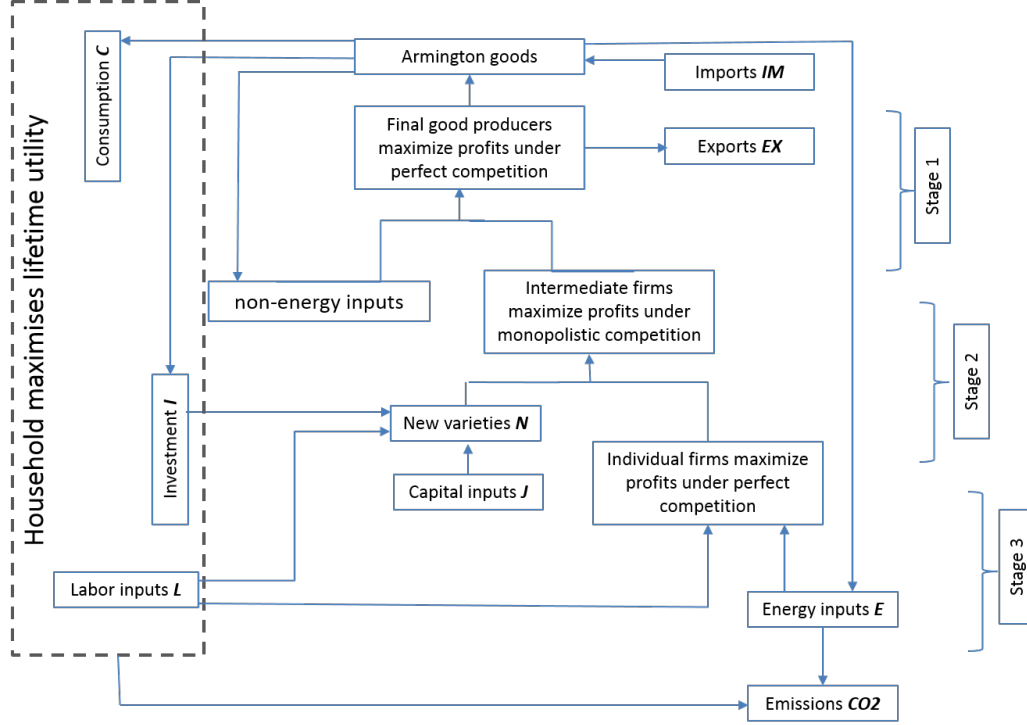 Household maximises lifetime utility
Consumption C
Armington goods
Imports IM
Final good producers
maximize profits under
perfect competition
Exports EX
Stage 1
non-energy inputs
Intermediate firms
maximize profits under
monopolistic competition
Stage 2
Investment I
New varieties N
Capital inputs J
Individual firms maximize
profits under perfect
competition
Stage 3
Labor inputs L
Energy inputs E
Emissions CO2